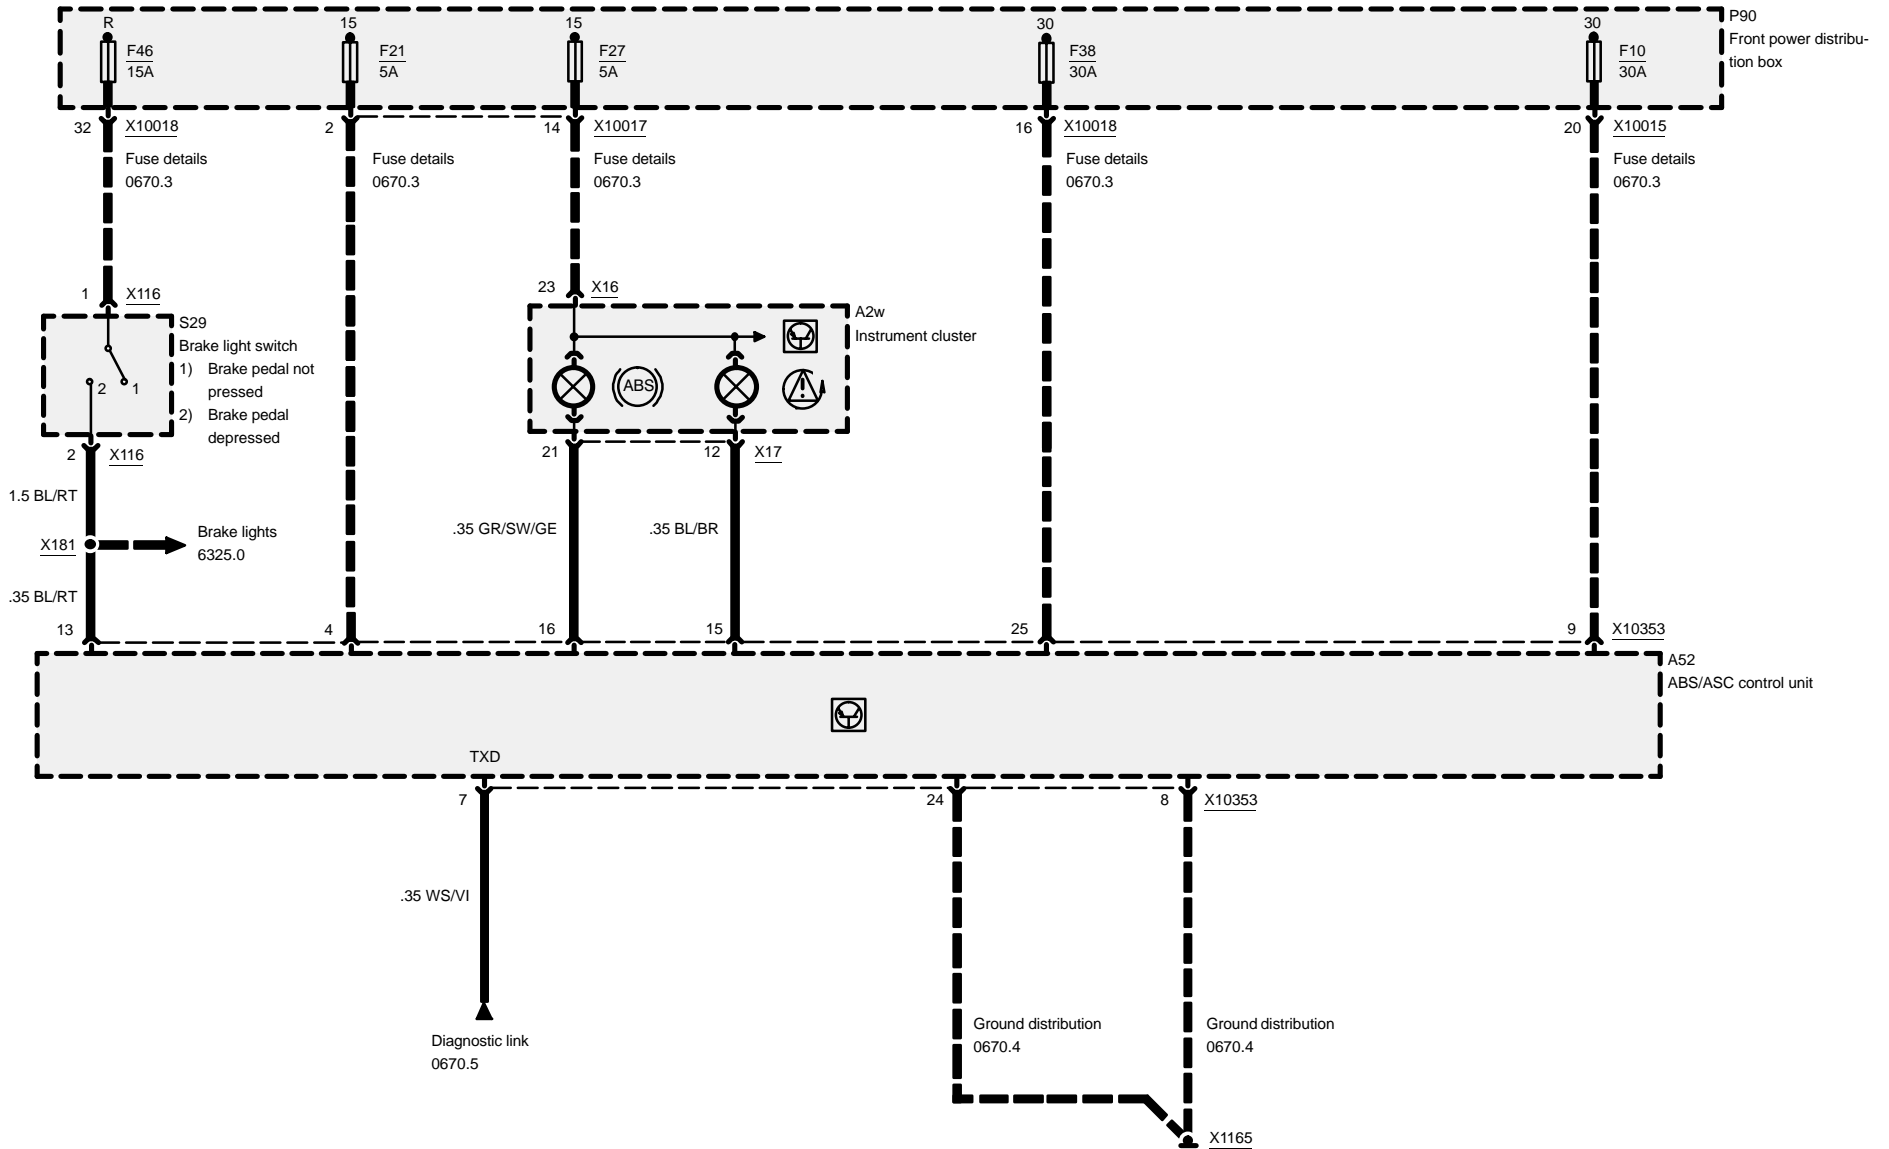 R
15
15
30
30
P90
Front power distribu-
tion box
F46
15A
F21
5A
F27
5A
F38
30A
F10
30A
32 X10018
2
14 X10017
16 X10018
20 X10015
Fuse details
0670.3
Fuse details
0670.3
Fuse details
0670.3
Fuse details
0670.3
Fuse details
0670.3
1 X116
23 X16
S29
Brake light switch
1) Brake pedal not
pressed
2) Brake pedal
depressed
2
1
A2w
Instrument cluster
ABS
2 X116
21
12 X17
1.5 BL/RT
.35 GR/SW/GE
.35 BL/BR
X181
Brake lights
6325.0
.35 BL/RT
13
4
16
15
25
9 X10353
A52
ABS/ASC control unit
TXD
7
24
8 X10353
.35 WS/VI
Diagnostic link
0670.5
Ground distribution
0670.4
Ground distribution
0670.4
X1165